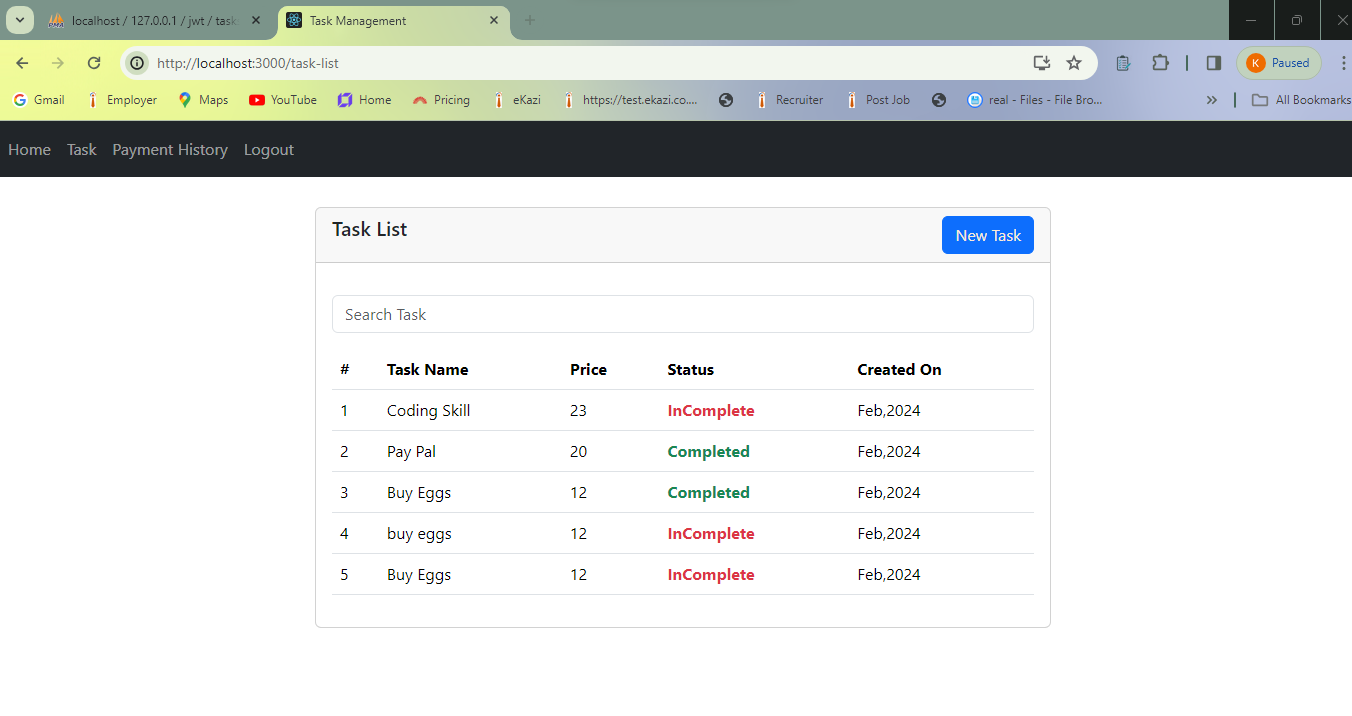 localhost / 127.0.0.1 / jwt / task
Task Management
http://localhost:3000/task-list
K Paused
Gmail Employer Maps YouTube Home Pricing eKazi https://test.ekazi.co.... Recruiter Post Job real - Files - File Bro... » All Bookmarks
Home Task Payment History Logout
Task List New Task
Search Task
# Task Name Price Status Created On
1 Coding Skill 23 InComplete Feb,2024
2 Pay Pal 20 Completed Feb,2024
3 Buy Eggs 12 Completed Feb,2024
4 buy eggs 12 InComplete Feb,2024
5 Buy Eggs 12 InComplete Feb,2024